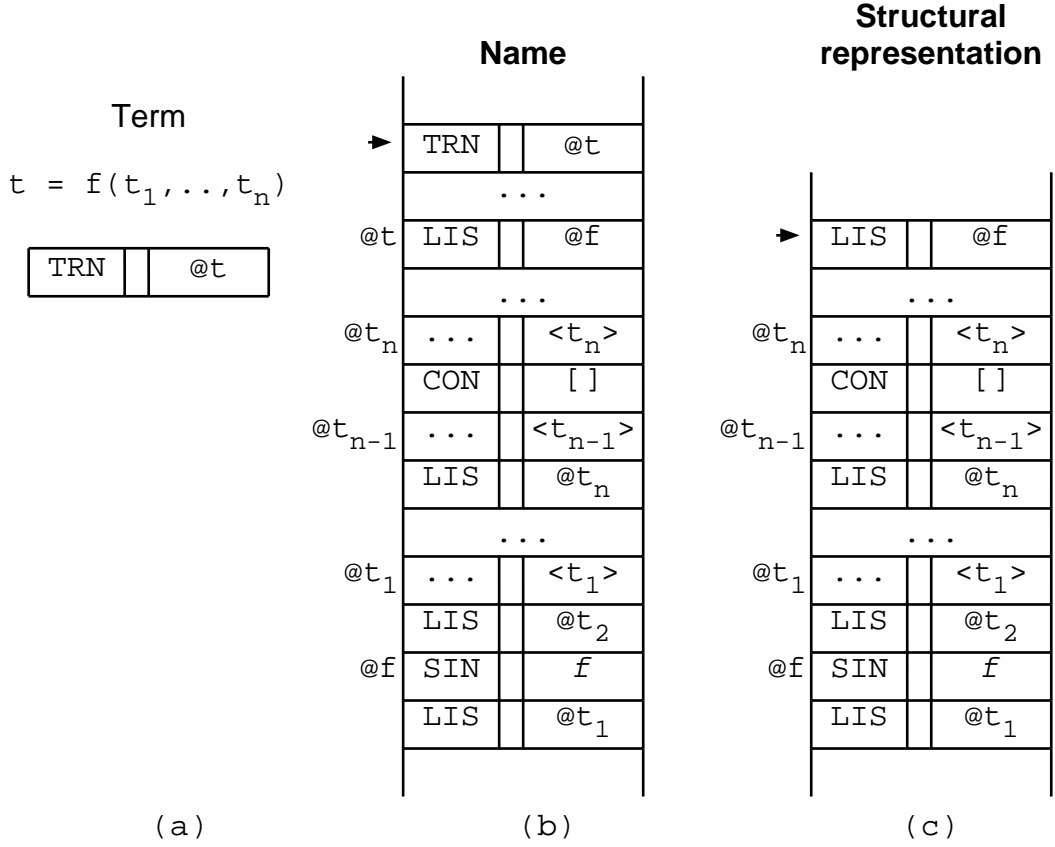 Structural
representation
Name
Term
t = f(t₁,..,tₙ)
TRN @t
TRN @t
...
@t LIS @f
...
@tₙ ... <tₙ>
CON []
@tₙ₋₁ ... <tₙ₋₁>
LIS @tₙ
...
@t₁ ... <t₁>
LIS @t₂
@f SIN f
LIS @t₁
LIS @f
...
@tₙ ... <tₙ>
CON []
@tₙ₋₁ ... <tₙ₋₁>
LIS @tₙ
...
@t₁ ... <t₁>
LIS @t₂
@f SIN f
LIS @t₁
(a) (b) (c)